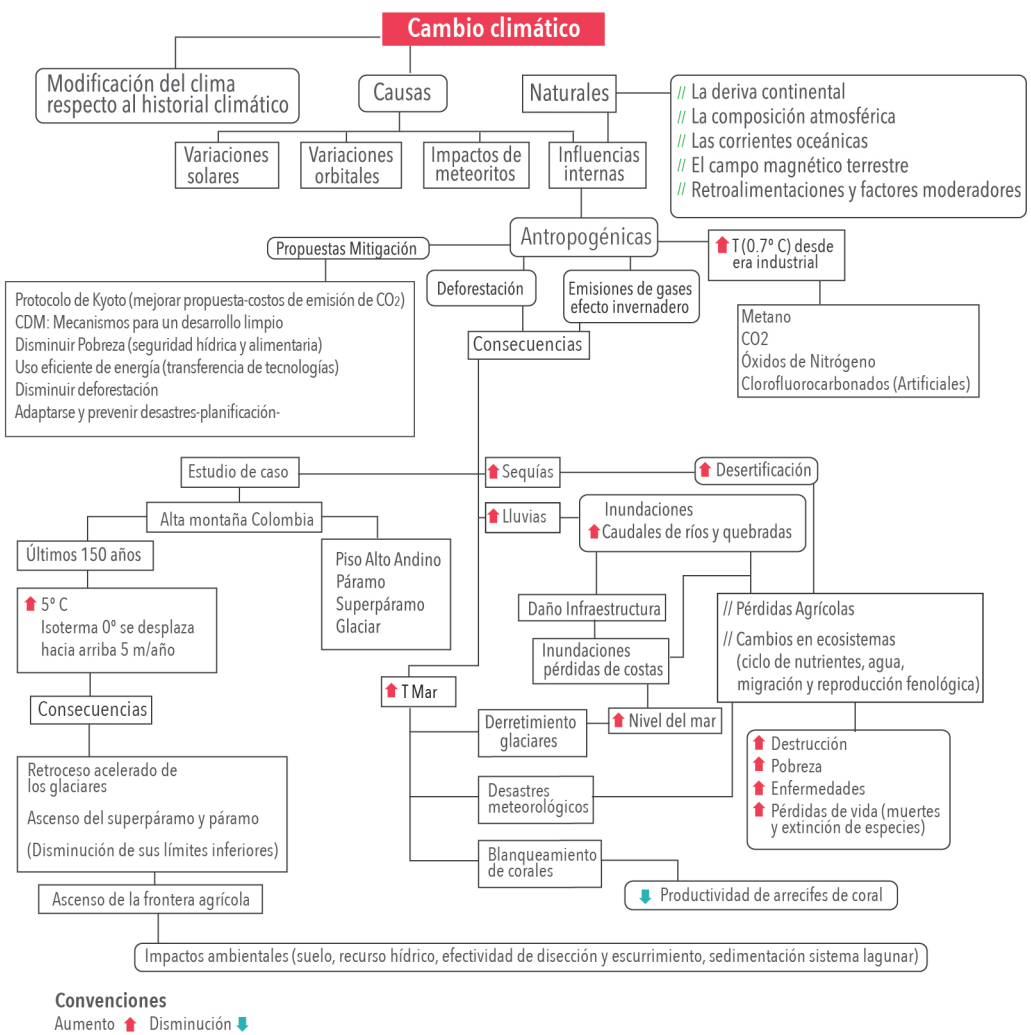 Cambio climático
Modificación del clima
respecto al historial climático
Causas
Naturales
// La deriva continental
// La composición atmosférica
// Las corrientes oceánicas
// El campo magnético terrestre
// Retroalimentaciones y factores moderadores
Variaciones
solares
Variaciones
orbitales
Impactos de
meteoritos
Influencias
internas
Antropogénicas
Propuestas Mitigación
T (0.7º C) desde
era industrial
Deforestación
Emisiones de gases
efecto invernadero
Protocolo de Kyoto (mejorar propuesta-costos de emisión de CO2)
CDM: Mecanismos para un desarrollo limpio
Disminuir Pobreza (seguridad hídrica y alimentaria)
Uso eficiente de energía (transferencia de tecnologías)
Disminuir deforestación
Adaptarse y prevenir desastres-planificación-
Metano
CO2
Óxidos de Nitrógeno
Clorofluorocarbonados (Artificiales)
Consecuencias
Estudio de caso
Sequías
Desertificación
Alta montaña Colombia
Lluvias
Inundaciones
Caudales de ríos y quebradas
Últimos 150 años
Piso Alto Andino
Páramo
Superpáramo
Glaciar
5º C
Isoterma 0º se desplaza
hacia arriba 5 m/año
Daño Infraestructura
// Pérdidas Agrícolas
// Cambios en ecosistemas
(ciclo de nutrientes, agua,
migración y reproducción fenológica)
Inundaciones
pérdidas de costas
T Mar
Consecuencias
Derretimiento
glaciares
Nivel del mar
Destrucción
Pobreza
Enfermedades
Pérdidas de vida (muertes
y extinción de especies)
Retroceso acelerado de
los glaciares
Ascenso del superpáramo y páramo
(Disminución de sus límites inferiores)
Desastres
meteorológicos
Blanqueamiento
de corales
Productividad de arrecifes de coral
Ascenso de la frontera agrícola
Impactos ambientales (suelo, recurso hídrico, efectividad de disección y escurrimiento, sedimentación sistema lagunar)
Convenciones
Aumento Disminución